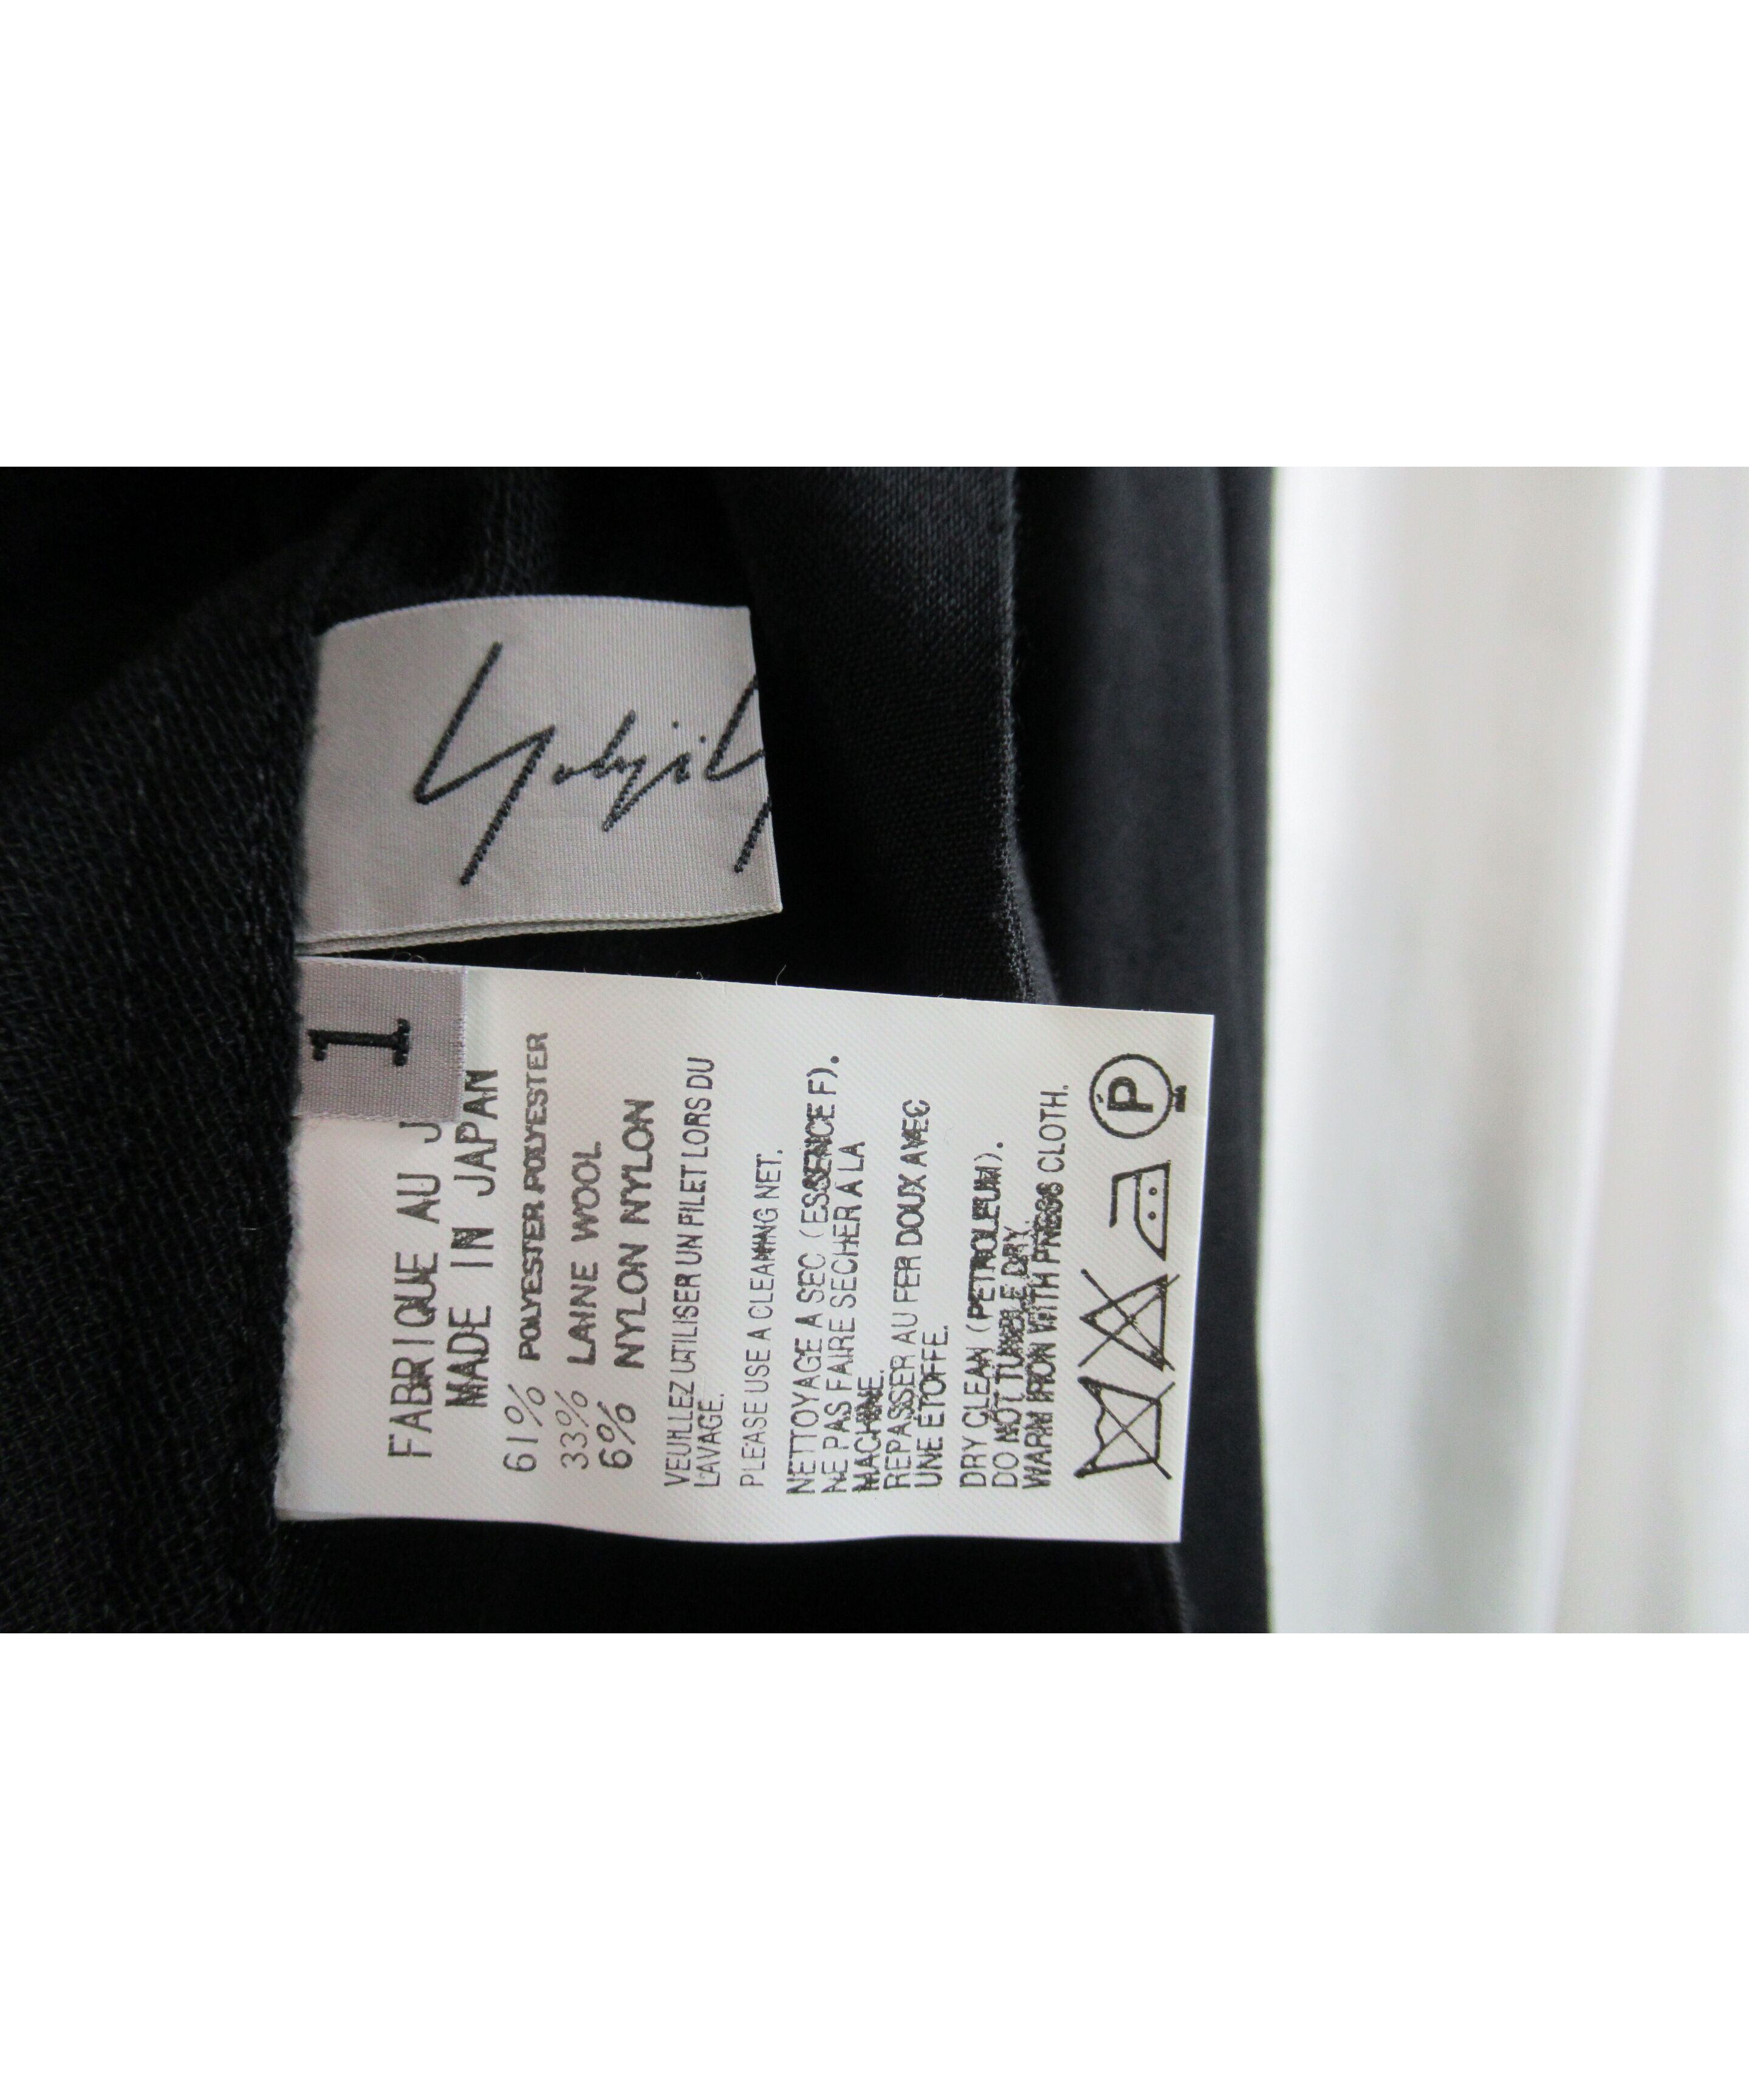 Yohji Y
1
FABRIQUE AU J
MADE IN JAPAN
61% POLYESTER POLYESTER
33% LAINE WOOL
6% NYLON NYLON
VEUILLEZ UTILISER UN FILET LORS DU
LAVAGE.
PLEASE USE A CLEANING NET.
NETTOYAGE A SEC (ESSENCE F).
NE PAS FAIRE SECHER A LA
MACHINE.
REPASSER AU FER DOUX AVEC
UNE ÉTOFFE.
DRY CLEAN (PETROLEUM).
DO NOT TUMBLE DRY.
WARM IRON WITH PRESS CLOTH.
P